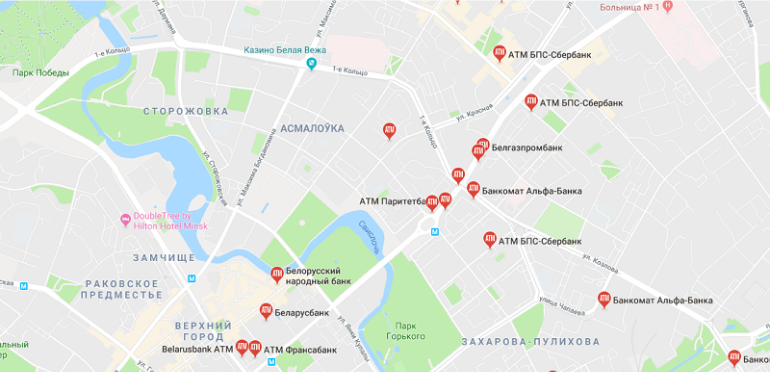 Больница № 1
H
ул. Державина
АТМ БПС-Сбербанк
Казино Белая Вежа
1-е Кольцо
1-е Кольцо
Парк Победы
АТМ БПС-Сбербанк
СТОРОЖОВКА
ул. Красная
АСМАЛОЎКА
1-е Кольцо
Белгазпромбанк
ул. Максима Богдановича
ул. Сторожовская
Банкомат Альфа-Банка
АТМ Паритетба
DoubleTree by
Hilton Hotel Minsk
Свислочь
АТМ БПС-Сбербанк
ЗАМЧИЩЕ
ул. Козлова
Белорусский
народный банк
РАКОВСКОЕ
ПРЕДМЕСТЬЕ
улица Чапаева
Банкомат Альфа-Банка
Беларусбанк
ВЕРХНИЙ
ГОРОД
Парк
Горького
ул. Янки Купалы
ЗАХАРОВА-ПУЛИХОВА
Belarusbank ATM
АТМ Франсабанк
Банко